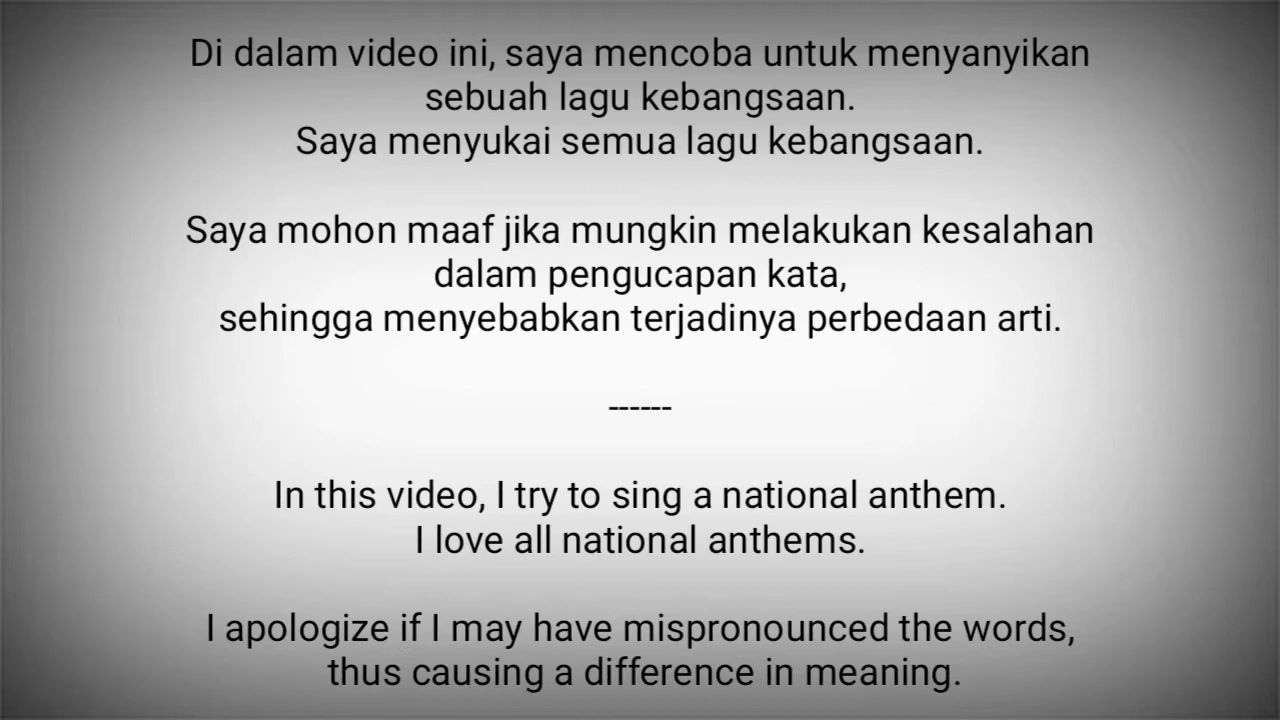 Di dalam video ini, saya mencoba untuk menyanyikan
sebuah lagu kebangsaan.
Saya menyukai semua lagu kebangsaan.
Saya mohon maaf jika mungkin melakukan kesalahan
dalam pengucapan kata,
sehingga menyebabkan terjadinya perbedaan arti.
------
In this video, I try to sing a national anthem.
I love all national anthems.
I apologize if I may have mispronounced the words,
thus causing a difference in meaning.